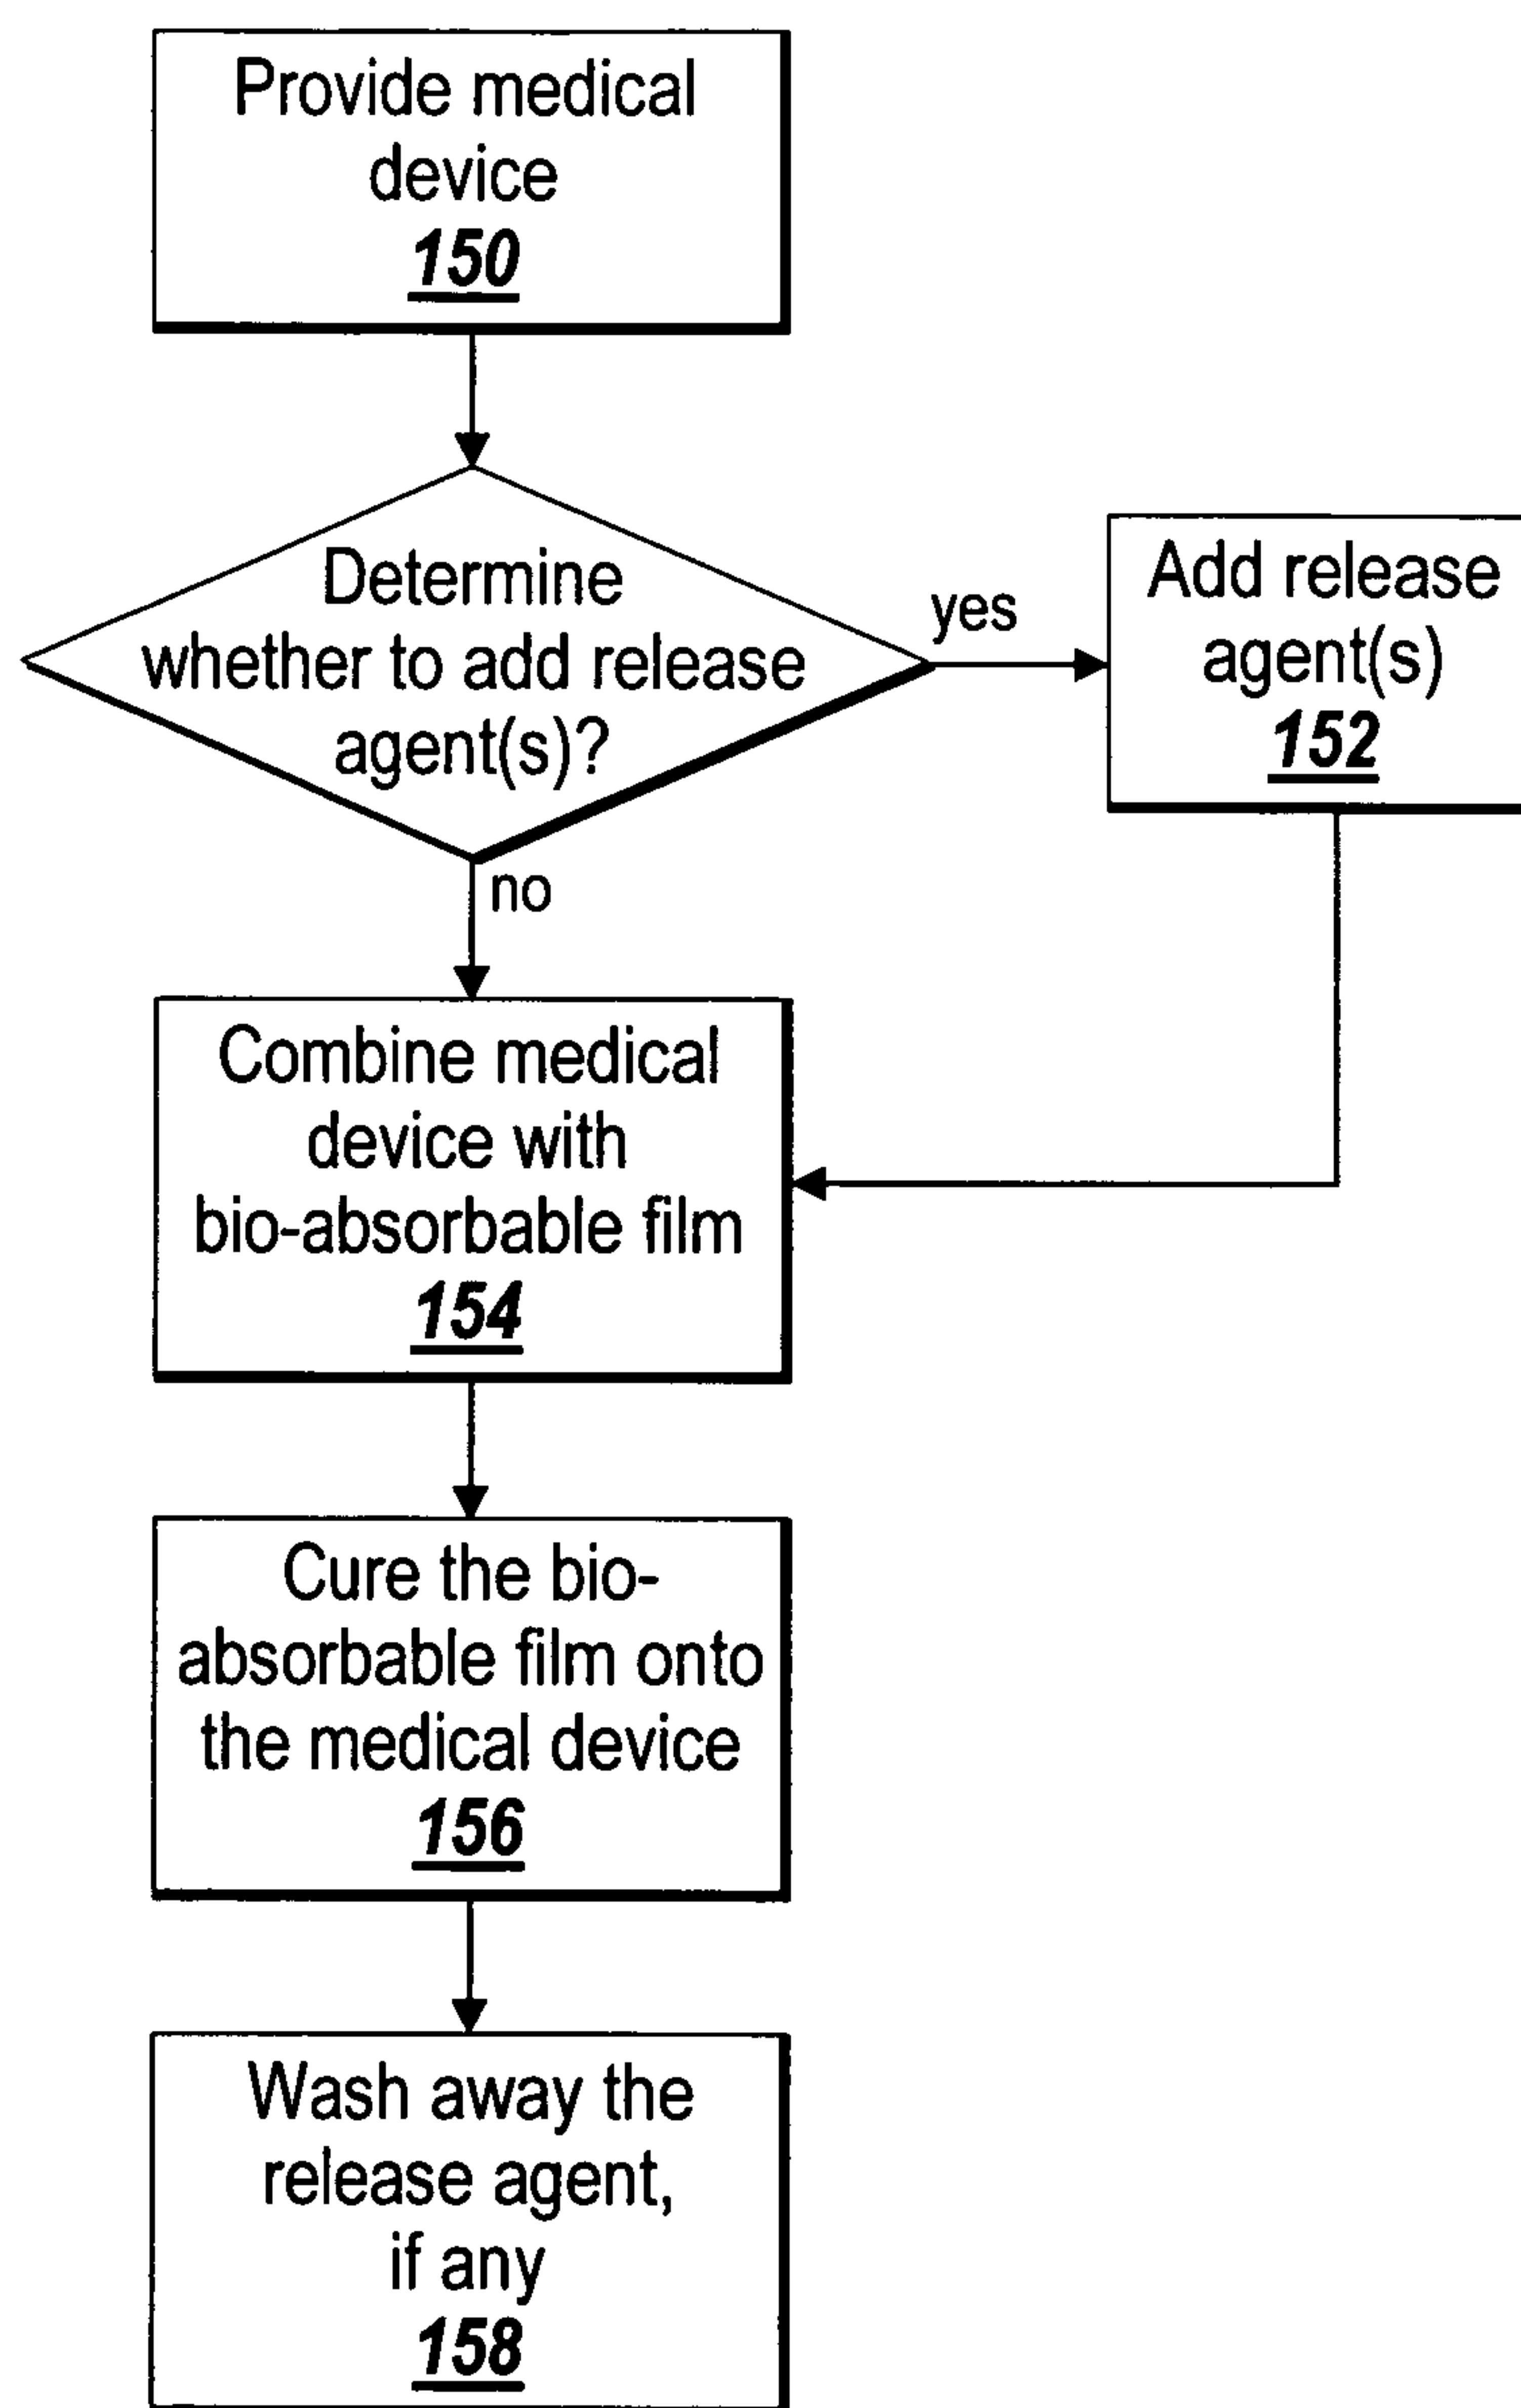 Provide medical
device
150
Determine
whether to add release
agent(s)?
yes
Add release
agent(s)
152
no
Combine medical
device with
bio-absorbable film
154
Cure the bio-
absorbable film onto
the medical device
156
Wash away the
release agent,
if any
158